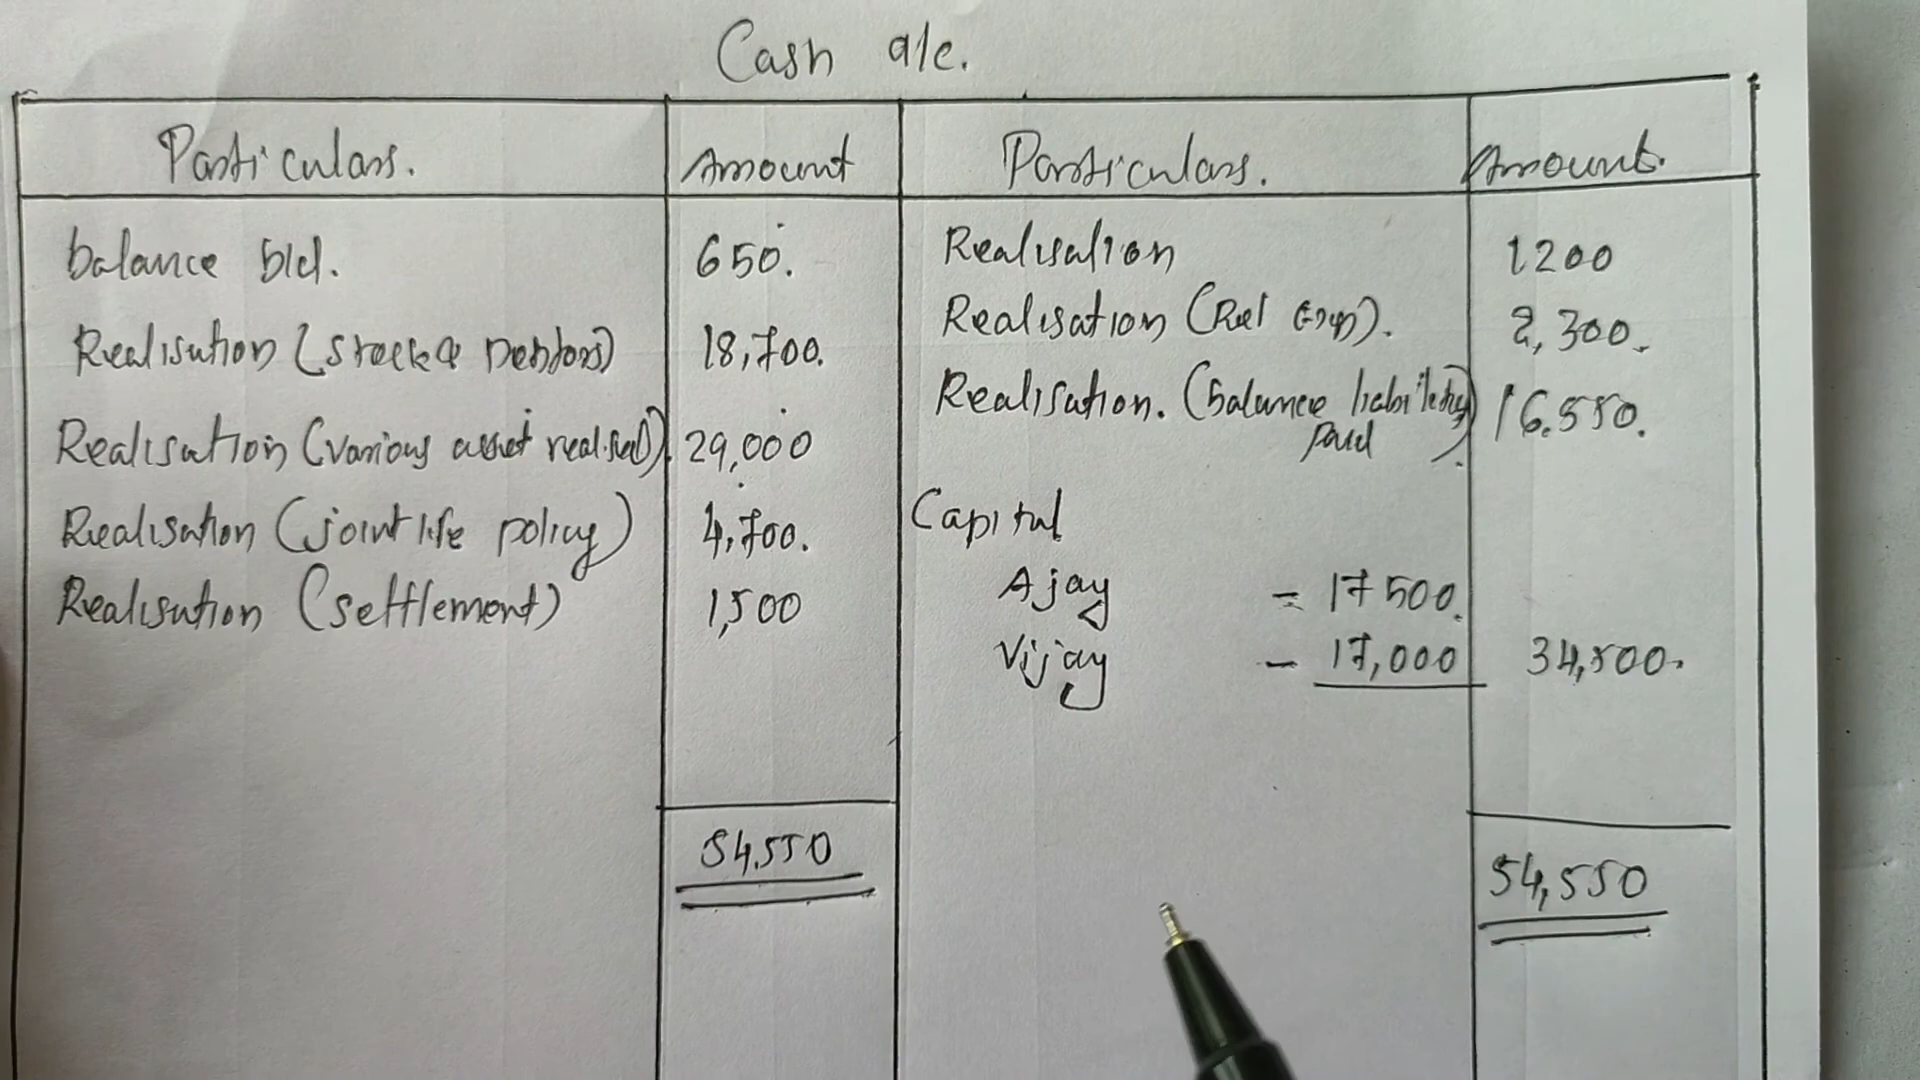 Cash a/c.
Particulars. Amount Particulars. Amount.
balance b/d. 650. Realisation 1200
Realisation (stock & Debtors) 18,700. Realisation (Rel Exp). 2,300.
Realisation (various asset realised). 29,000 Realisation. (balance liability paid) 16.550.
Realisation (joint life policy) 4,700. Capital
Realisation (settlement) 1,500 Ajay = 17500.
Vijay - 17,000 34,500.
54.550 54,550